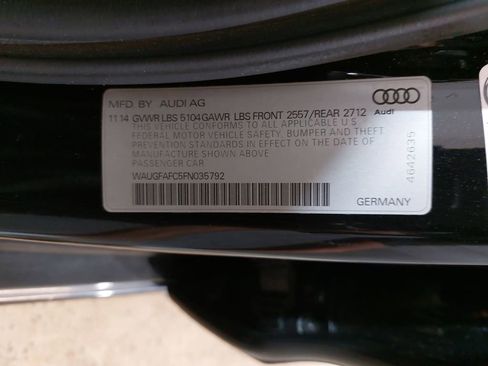 MFD. BY AUDI AG
Audi
11 14 GVWR LBS 5104 GAWR LBS FRONT 2557/REAR 2712
THIS VEHICLE CONFORMS TO ALL APPLICABLE U S
FEDERAL MOTOR VEHICLE SAFETY, BUMPER AND THEFT
PREVENTION STANDARDS IN EFFECT ON THE DATE OF
MANUFACTURE SHOWN ABOVE
PASSENGER CAR
WAUGFAFC5FN035792
4642635
GERMANY